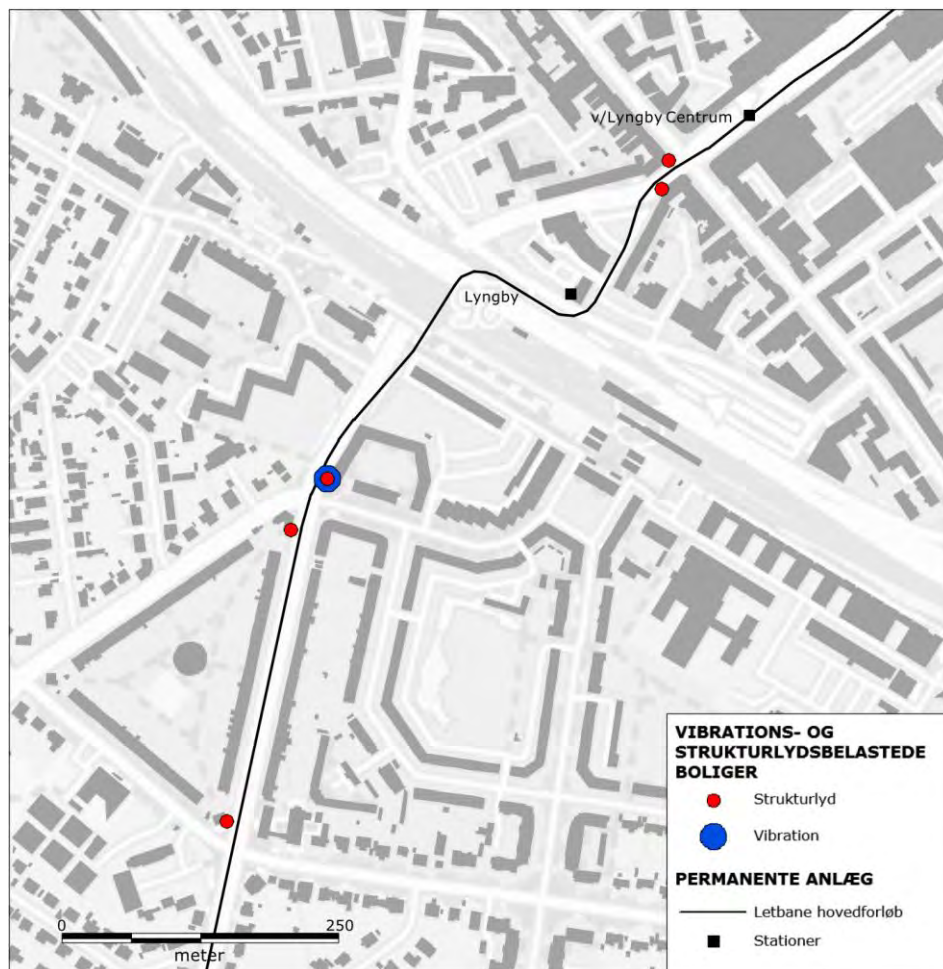 v/Lyngby Centrum
Lyngby
VIBRATIONS- OG
STRUKTURLYDSBELASTEDE
BOLIGER
Strukturlyd
Vibration
PERMANENTE ANLÆG
Letbane hovedforløb
Stationer
0 250
meter